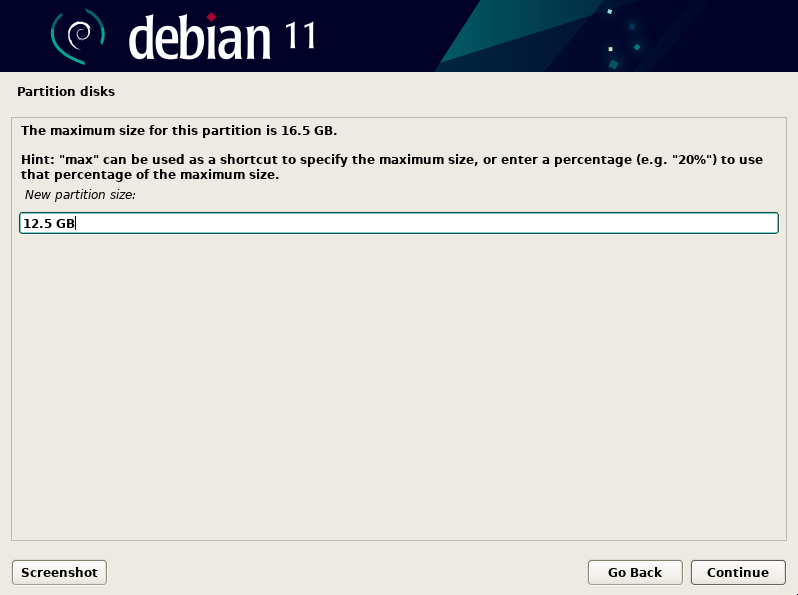 debian 11
Partition disks
The maximum size for this partition is 16.5 GB.
Hint: "max" can be used as a shortcut to specify the maximum size, or enter a percentage (e.g. "20%") to use
that percentage of the maximum size.
New partition size:
12.5 GB
Screenshot Go Back Continue